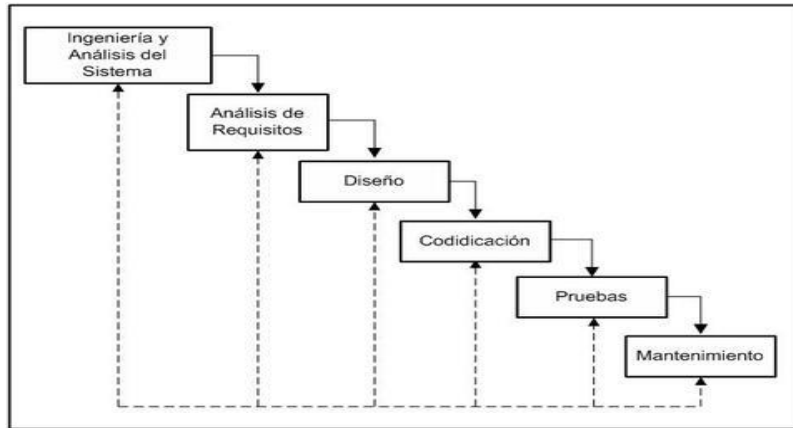 Ingeniería y
Análisis del
Sistema
Análisis de
Requisitos
Diseño
Codidicación
Pruebas
Mantenimiento